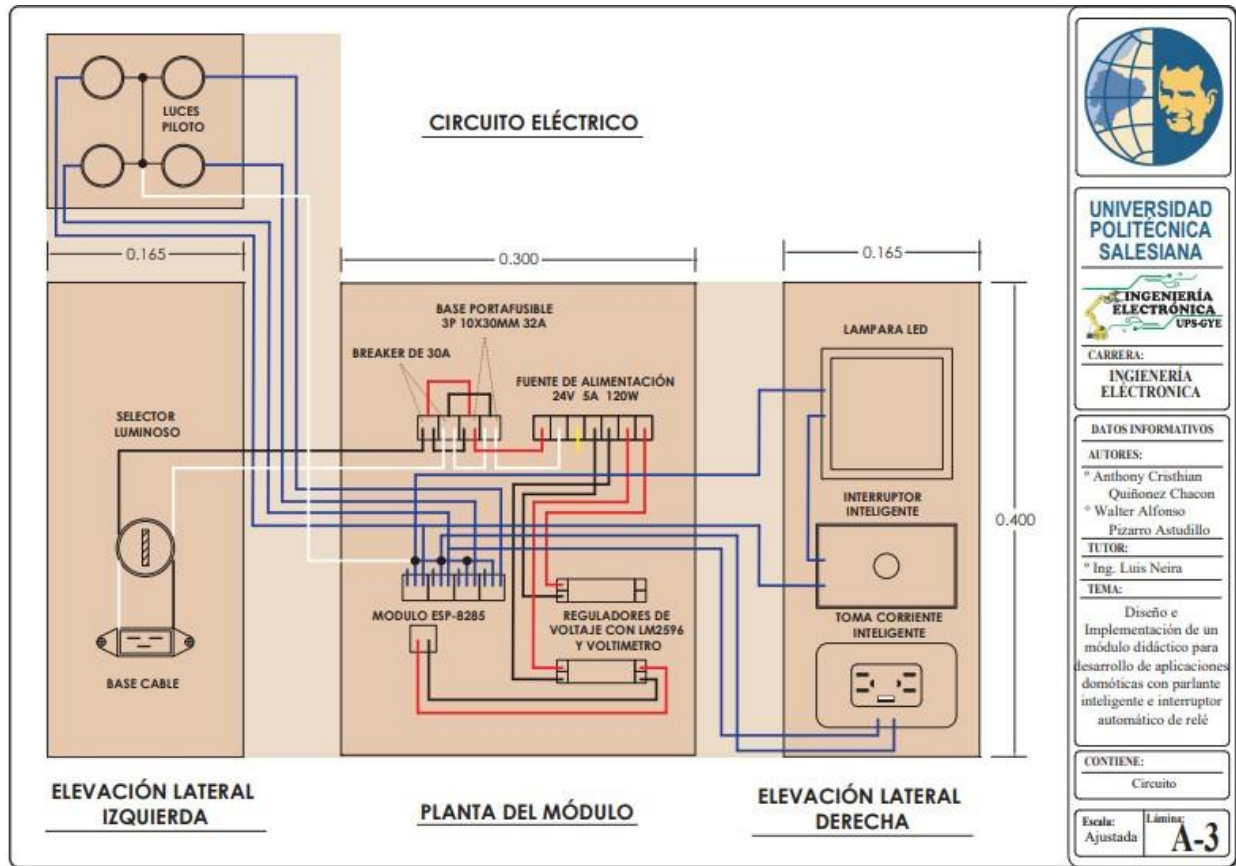 LUCES
PILOTO
CIRCUITO ELÉCTRICO
0.165
0.300
0.165
BASE PORTAFUSIBLE
3P 10X30MM 32A
BREAKER DE 30A
FUENTE DE ALIMENTACIÓN
24V 5A 120W
LAMPARA LED
SELECTOR
LUMINOSO
INTERRUPTOR
INTELIGENTE
0.400
MODULO ESP-8285
REGULADORES DE
VOLTAJE CON LM2596
Y VOLTIMETRO
TOMA CORRIENTE
INTELIGENTE
BASE CABLE
ELEVACIÓN LATERAL
IZQUIERDA
PLANTA DEL MÓDULO
ELEVACIÓN LATERAL
DERECHA
UNIVERSIDAD
POLITÉCNICA
SALESIANA
INGENIERÍA
ELECTRÓNICA
UPS-GYE
CARRERA:
INGIENERÍA
ELÉCTRONICA
DATOS INFORMATIVOS
AUTORES:
° Anthony Cristhian
Quiñonez Chacon
° Walter Alfonso
Pizarro Astudillo
TUTOR:
° Ing. Luis Neira
TEMA:
Diseño e
Implementación de un
módulo didáctico para
desarrollo de aplicaciones
domóticas con parlante
inteligente e interruptor
automático de relé
CONTIENE:
Circuito
Escala:
Ajustada
Lámina:
A-3